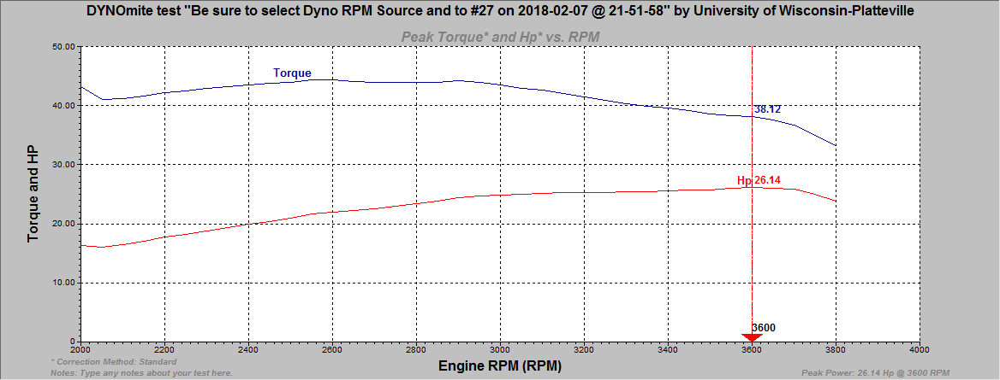 DYNOmite test "Be sure to select Dyno RPM Source and to #27 on 2018-02-07 @ 21-51-58" by University of Wisconsin-Platteville
Peak Torque* and Hp* vs. RPM
50.00
Torque
40.00
38.12
30.00
Hp 26.14
20.00
10.00
0
3600
Torque and HP
2000 2200 2400 2600 2800 3000 3200 3400 3600 3800 4000
Engine RPM (RPM)
* Correction Method: Standard
Notes: Type any notes about your test here.
Peak Power: 26.14 Hp @ 3600 RPM